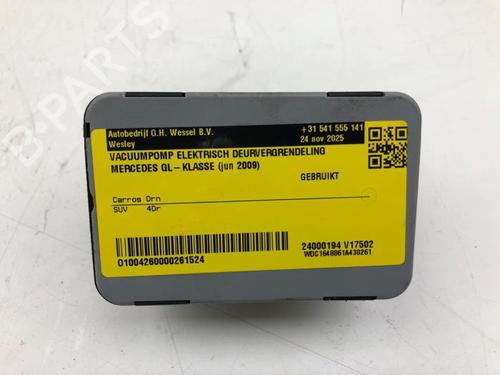 Autobedrijf G.H. Wessel B.V.
Wesley
+31 541 555 141
24 nov 2025
VACUUMPOMP ELEKTRISCH DEURVERGRENDELING
MERCEDES GL-KLASSE (jun 2009)
GEBRUIKT
Carros Drn
SUV 4Dr
01004260000261524
24000194 V17502
WDC1648861A438261
B-PARTS